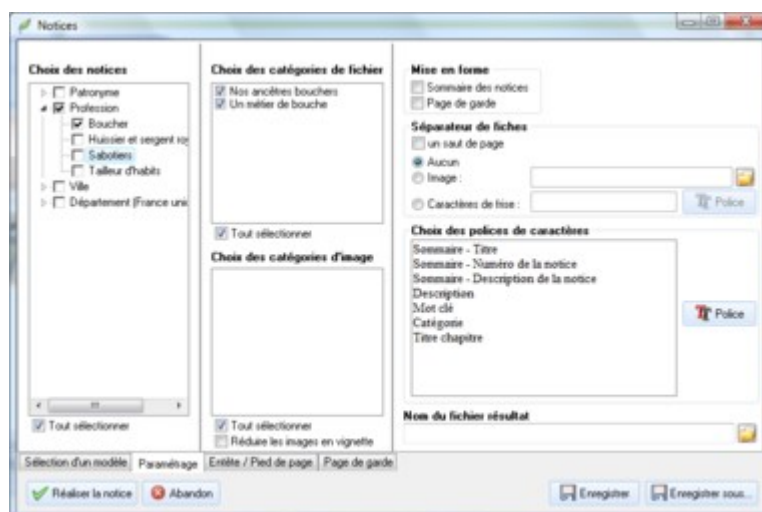 Notices
Choix des notices
Patronyme
Profession
Boucher
Huissier et sergent roy
Sabotiers
Tailleur d'habits
Ville
Département (France uni
Tout sélectionner
Choix des catégories de fichier
Nos ancêtres bouchers
Un métier de bouche
Tout sélectionner
Choix des catégories d'image
Tout sélectionner
Réduire les images en vignette
Mise en forme
Sommaire des notices
Page de garde
Séparateur de fiches
un saut de page
Aucun
Image :
Caractères de frise :
Police
Choix des polices de caractères
Sommaire - Titre
Sommaire - Numéro de la notice
Sommaire - Description de la notice
Description
Mot clé
Catégorie
Titre chapitre
Police
Nom du fichier résultat
Sélection d'un modèle Paramétrage Entête / Pied de page Page de garde
Réaliser la notice Abandon Enregistrer Enregistrer sous...